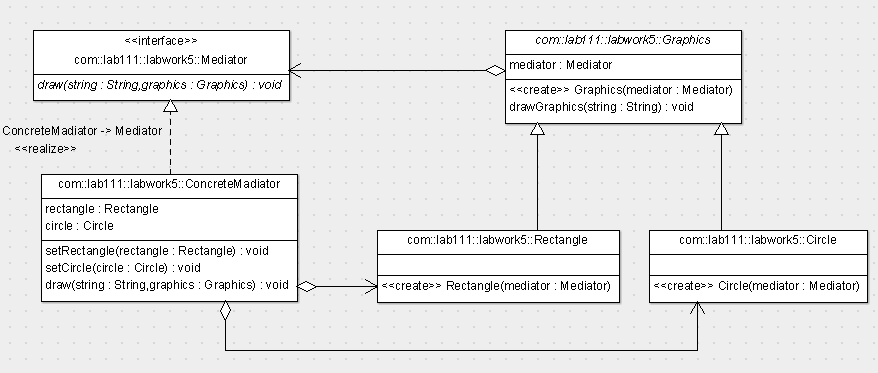 <<interface>>
com::lab111::labwork5::Mediator
draw(string : String,graphics : Graphics) : void
com::lab111::labwork5::Graphics
mediator : Mediator
<<create>> Graphics(mediator : Mediator)
drawGraphics(string : String) : void
ConcreteMadiator -> Mediator
<<realize>>
com::lab111::labwork5::ConcreteMadiator
rectangle : Rectangle
circle : Circle
setRectangle(rectangle : Rectangle) : void
setCircle(circle : Circle) : void
draw(string : String,graphics : Graphics) : void
com::lab111::labwork5::Rectangle
<<create>> Rectangle(mediator : Mediator)
com::lab111::labwork5::Circle
<<create>> Circle(mediator : Mediator)